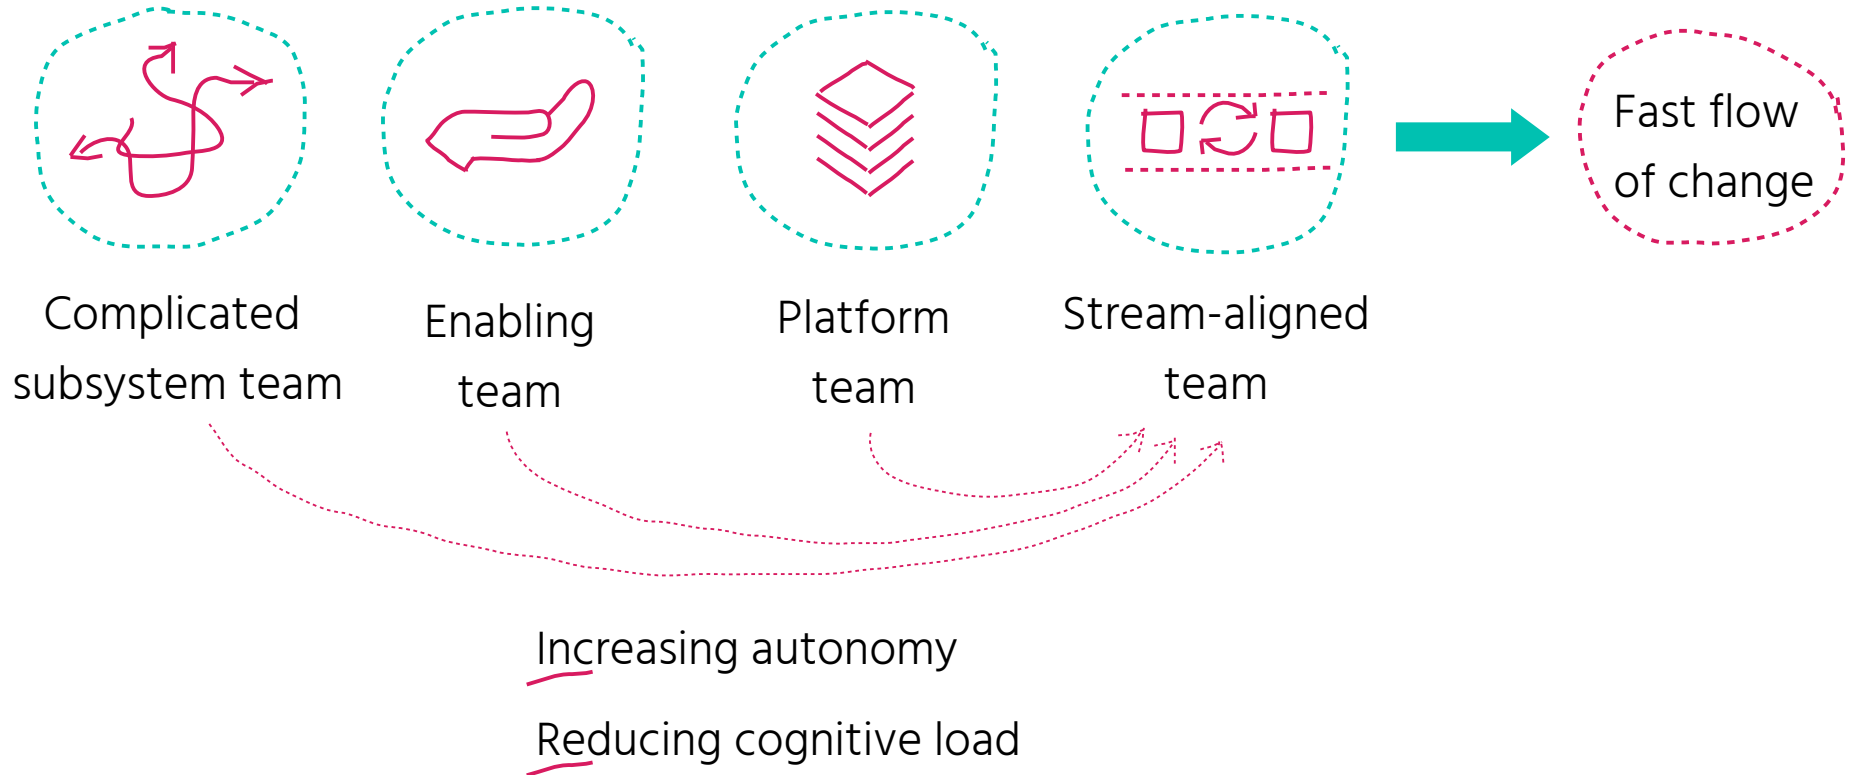 Fast flow
of change
Complicated
subsystem team
Enabling
team
Platform
team
Stream-aligned
team
Increasing autonomy
Reducing cognitive load